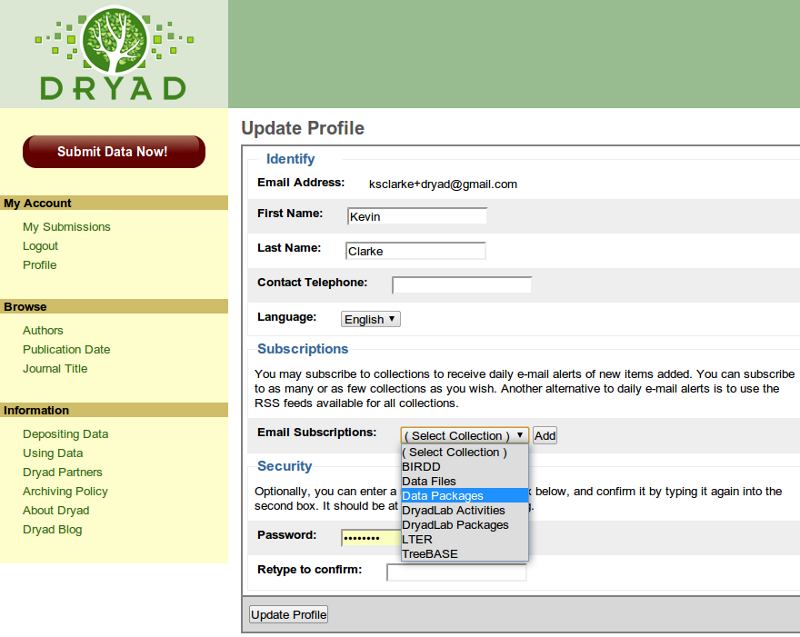 DRYAD
Submit Data Now!
My Account
My Submissions
Logout
Profile
Browse
Authors
Publication Date
Journal Title
Information
Depositing Data
Using Data
Dryad Partners
Archiving Policy
About Dryad
Dryad Blog
Update Profile
Identify
Email Address: ksclarke+dryad@gmail.com
First Name: Kevin
Last Name: Clarke
Contact Telephone:
Language: English
Subscriptions
You may subscribe to collections to receive daily e-mail alerts of new items added. You can subscribe
to as many or as few collections as you wish. Another alternative to daily e-mail alerts is to use the
RSS feeds available for all collections.
Email Subscriptions: ( Select Collection ) Add
( Select Collection )
BIRDD
Data Files
Data Packages
DryadLab Activities
DryadLab Packages
LTER
TreeBASE
Security
Optionally, you can enter a below, and confirm it by typing it again into the
second box. It should be at
Password: ••••••••
Retype to confirm:
Update Profile